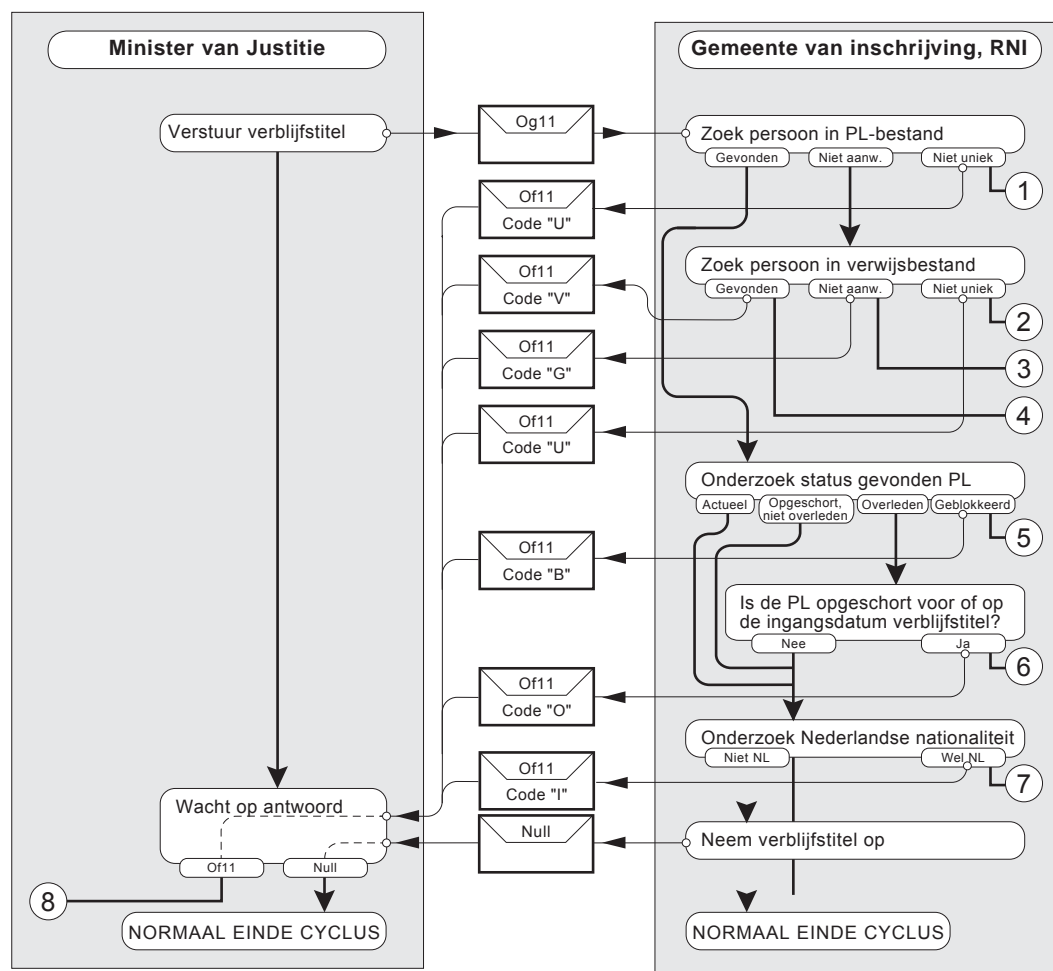 Minister van Justitie
Gemeente van inschrijving, RNI
Verstuur verblijfstitel
Og11
Zoek persoon in PL-bestand
Gevonden
Niet aanw.
Niet uniek
1
Of11
Code "U"
Zoek persoon in verwijsbestand
Gevonden
Niet aanw.
Niet uniek
2
Of11
Code "V"
Of11
Code "G"
3
4
Of11
Code "U"
Onderzoek status gevonden PL
Actueel
Opgeschort,
niet overleden
Overleden
Geblokkeerd
5
Of11
Code "B"
Is de PL opgeschort voor of op
de ingangsdatum verblijfstitel?
Nee
Ja
6
Of11
Code "O"
Onderzoek Nederlandse nationaliteit
Niet NL
Wel NL
7
Of11
Code "I"
Wacht op antwoord
Of11
Null
Null
Neem verblijfstitel op
8
NORMAAL EINDE CYCLUS
NORMAAL EINDE CYCLUS